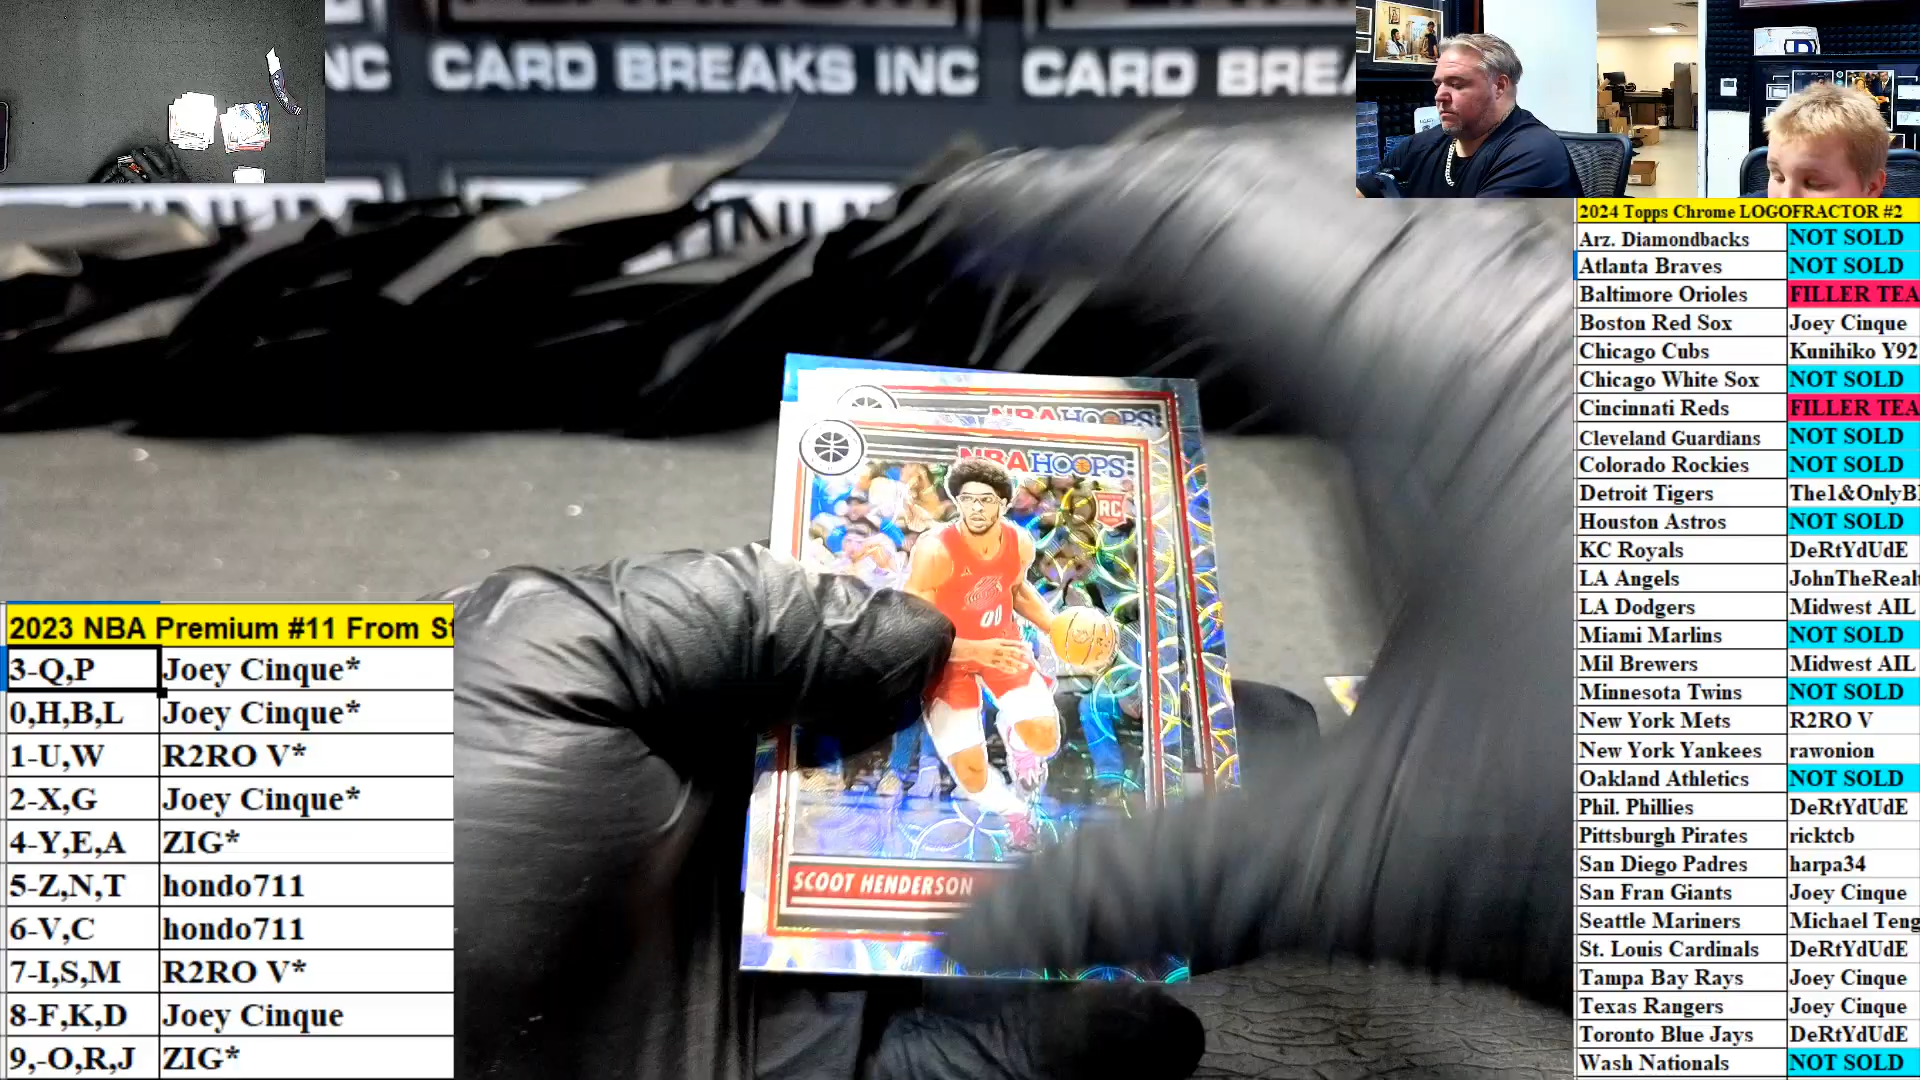 NC CARD BREAKS INC CARD BREA
2023 NBA Premium #11 From St
3-Q,P Joey Cinque*
0,H,B,L Joey Cinque*
1-U,W R2RO V*
2-X,G Joey Cinque*
4-Y,E,A ZIG*
5-Z,N,T hondo711
6-V,C hondo711
7-I,S,M R2RO V*
8-F,K,D Joey Cinque
9,-O,R,J ZIG*
NBA HOOPS
NBA HOOPS
RC
00
SCOOT HENDERSON
2024 Topps Chrome LOGOFRACTOR #2
Arz. Diamondbacks NOT SOLD
Atlanta Braves NOT SOLD
Baltimore Orioles FILLER TEA
Boston Red Sox Joey Cinque
Chicago Cubs Kunihiko Y92
Chicago White Sox NOT SOLD
Cincinnati Reds FILLER TEA
Cleveland Guardians NOT SOLD
Colorado Rockies NOT SOLD
Detroit Tigers The1&OnlyB
Houston Astros NOT SOLD
KC Royals DeRtYdUdE
LA Angels JohnTheReal
LA Dodgers Midwest AIL
Miami Marlins NOT SOLD
Mil Brewers Midwest AIL
Minnesota Twins NOT SOLD
New York Mets R2RO V
New York Yankees rawonion
Oakland Athletics NOT SOLD
Phil. Phillies DeRtYdUdE
Pittsburgh Pirates ricktcb
San Diego Padres harpa34
San Fran Giants Joey Cinque
Seattle Mariners Michael Teng
St. Louis Cardinals DeRtYdUdE
Tampa Bay Rays Joey Cinque
Texas Rangers Joey Cinque
Toronto Blue Jays DeRtYdUdE
Wash Nationals NOT SOLD